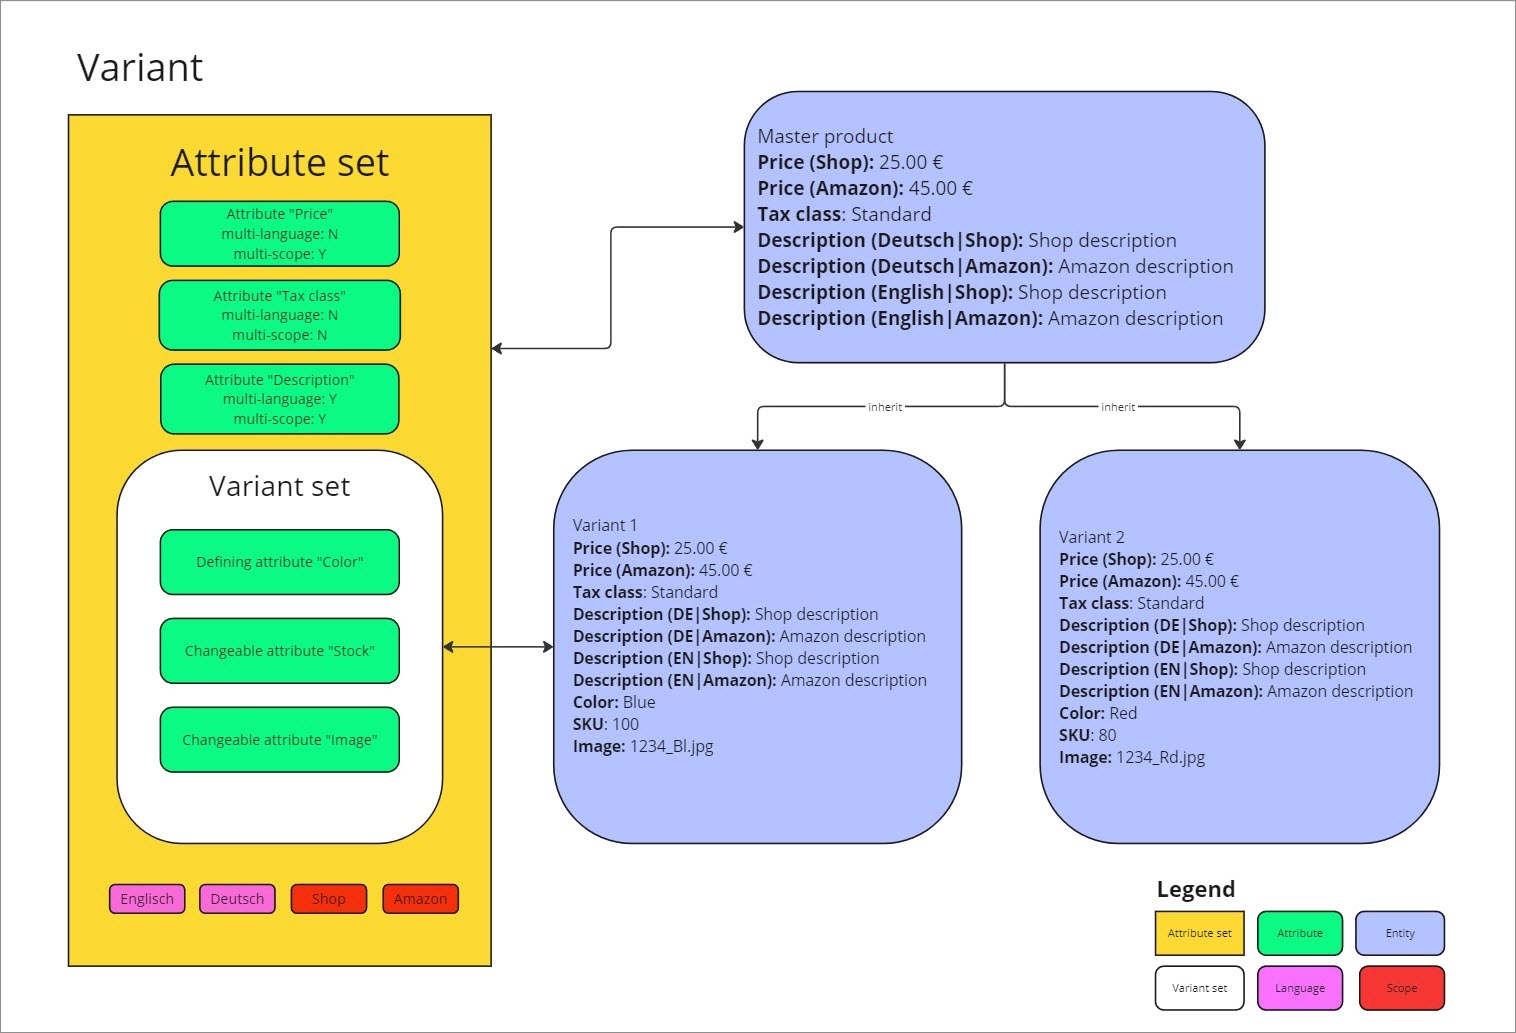 Variant
Attribute set
Attribute "Price"
multi-language: N
multi-scope: Y
Attribute "Tax class"
multi-language: N
multi-scope: N
Attribute "Description"
multi-language: Y
multi-scope: Y
Variant set
Defining attribute "Color"
Changeable attribute "Stock"
Changeable attribute "Image"
Englisch
Deutsch
Shop
Amazon
Master product
Price (Shop): 25.00 €
Price (Amazon): 45.00 €
Tax class: Standard
Description (Deutsch|Shop): Shop description
Description (Deutsch|Amazon): Amazon description
Description (English|Shop): Shop description
Description (English|Amazon): Amazon description
inherit
inherit
Variant 1
Price (Shop): 25.00 €
Price (Amazon): 45.00 €
Tax class: Standard
Description (DE|Shop): Shop description
Description (DE|Amazon): Amazon description
Description (EN|Shop): Shop description
Description (EN|Amazon): Amazon description
Color: Blue
SKU: 100
Image: 1234_Bl.jpg
Variant 2
Price (Shop): 25.00 €
Price (Amazon): 45.00 €
Tax class: Standard
Description (DE|Shop): Shop description
Description (DE|Amazon): Amazon description
Description (EN|Shop): Shop description
Description (EN|Amazon): Amazon description
Color: Red
SKU: 80
Image: 1234_Rd.jpg
Legend
Attribute set
Attribute
Entity
Variant set
Language
Scope